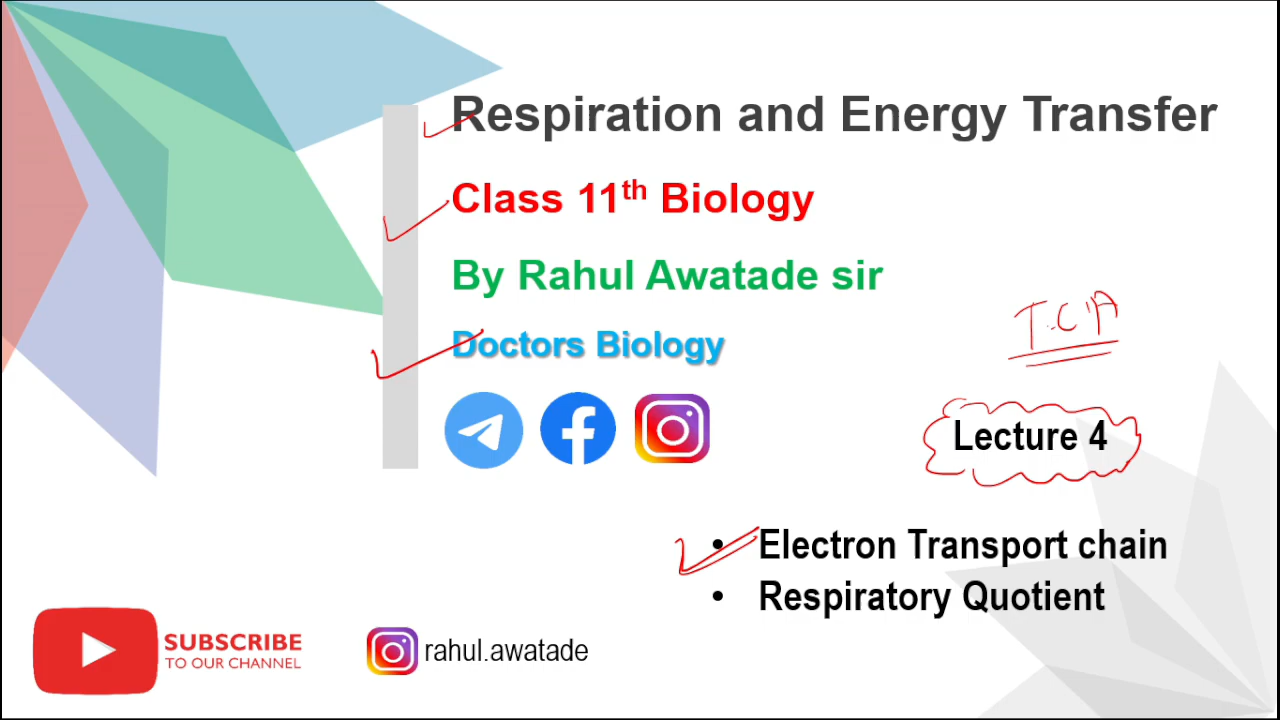 Respiration and Energy Transfer
Class 11th Biology
By Rahul Awatade sir
Doctors Biology
T.C.A
Lecture 4
• Electron Transport chain
• Respiratory Quotient
SUBSCRIBE
TO OUR CHANNEL
rahul.awatade